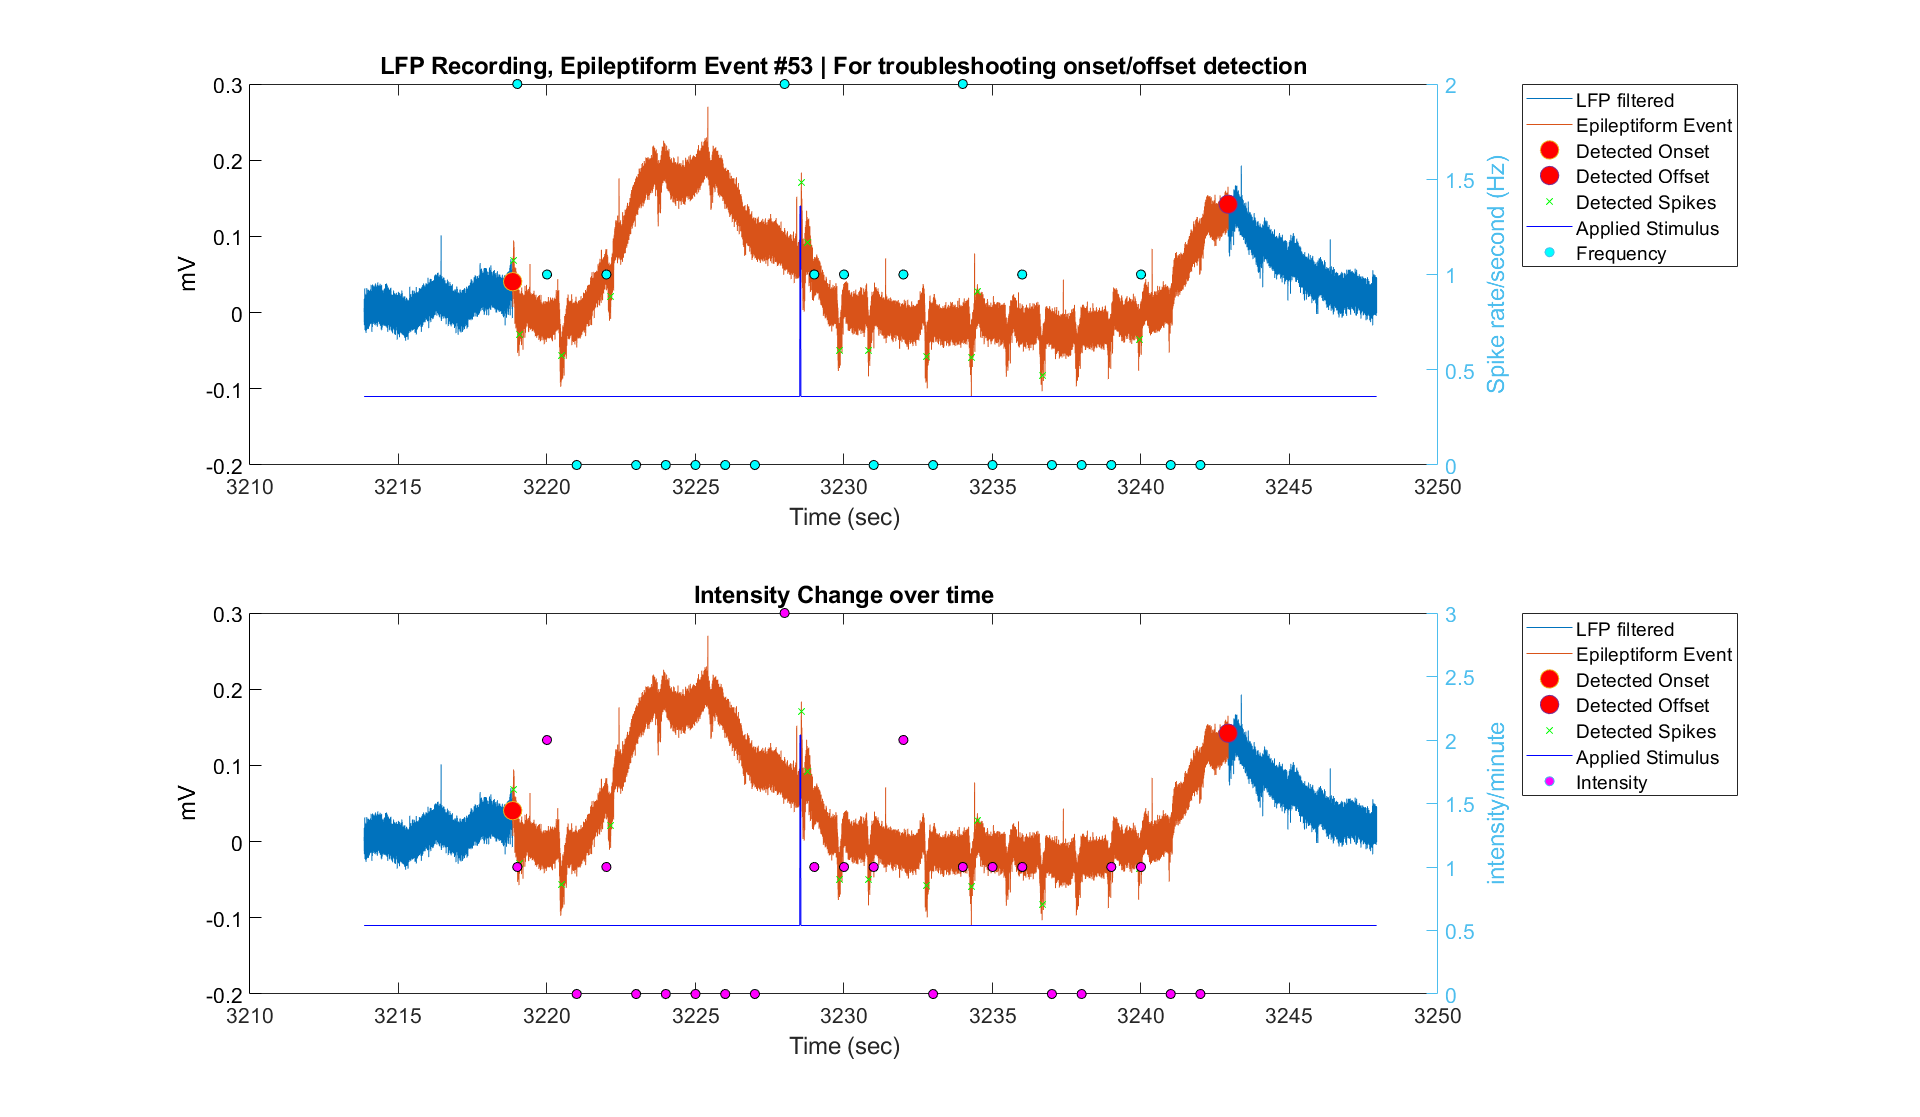 LFP Recording, Epileptiform Event #53 | For troubleshooting onset/offset detection
0.3
0.2
0.1
0
-0.1
-0.2
mV
3210
3215
3220
3225
3230
3235
3240
3245
3250
Time (sec)
2
1.5
1
0.5
0
Spike rate/second (Hz)
LFP filtered
Epileptiform Event
Detected Onset
Detected Offset
Detected Spikes
Applied Stimulus
Frequency
Intensity Change over time
0.3
0.2
0.1
0
-0.1
-0.2
mV
3210
3215
3220
3225
3230
3235
3240
3245
3250
Time (sec)
3
2.5
2
1.5
1
0.5
0
intensity/minute
LFP filtered
Epileptiform Event
Detected Onset
Detected Offset
Detected Spikes
Applied Stimulus
Intensity